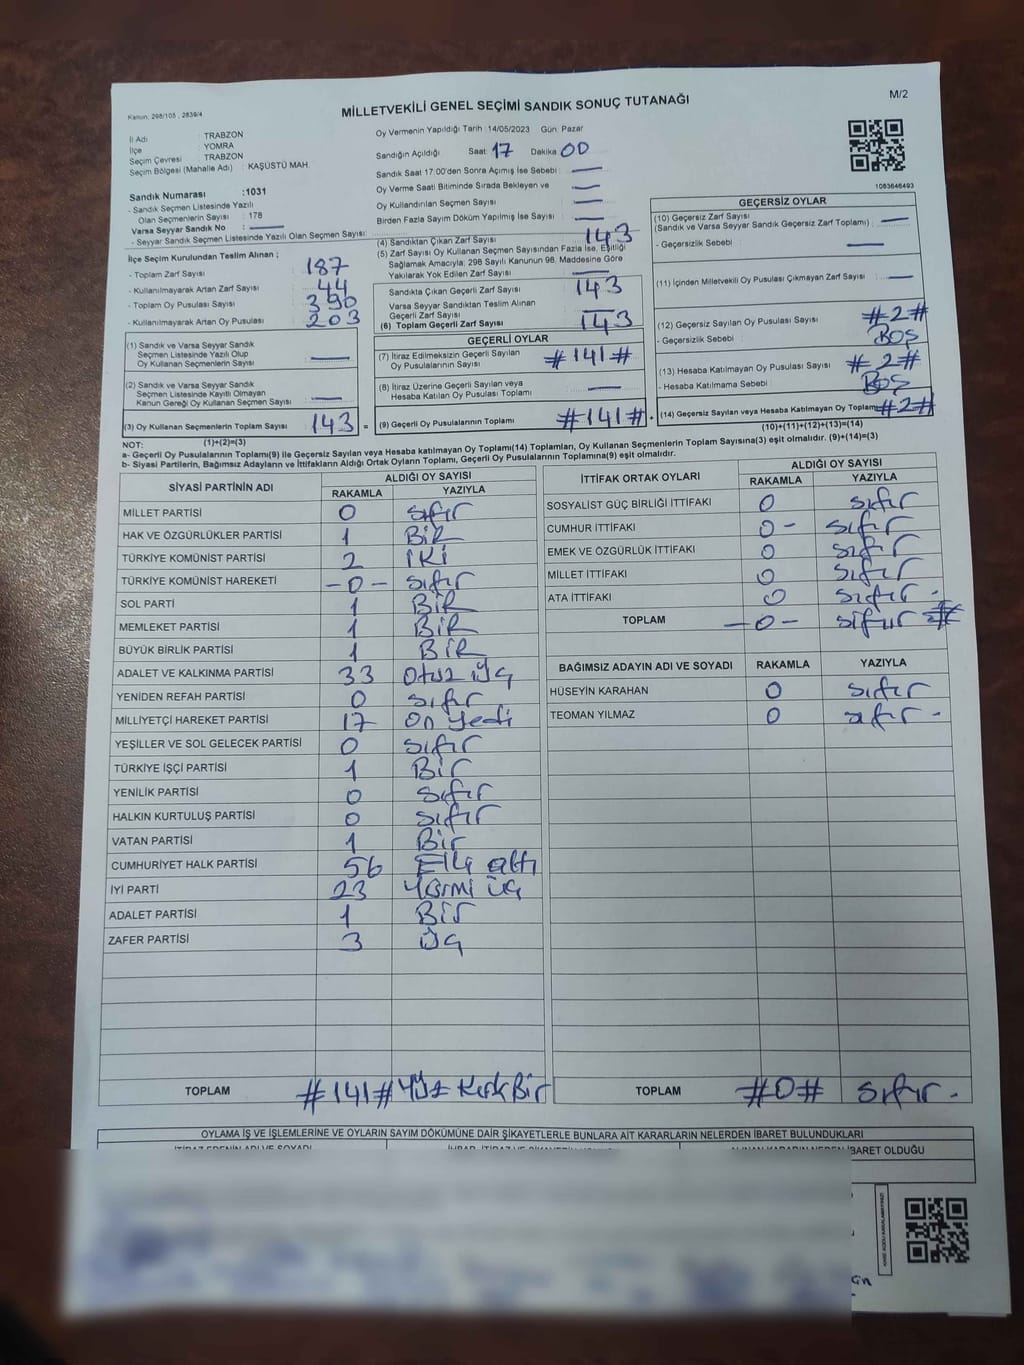 MİLLETVEKİLİ GENEL SEÇİMİ SANDIK SONUÇ TUTANAĞI
M/2
Kanun, 298/105 , 2839/4
İl Adı : TRABZON
İlçe : YOMRA
Seçim Çevresi : TRABZON
Seçim Bölgesi (Mahalle Adı) : KAŞÜSTÜ MAH.
Sandık Numarası :1031
- Sandık Seçmen Listesinde Yazılı
Olan Seçmenlerin Sayısı : 178
Varsa Seyyar Sandık No : —
- Seyyar Sandık Seçmen Listesinde Yazılı Olan Seçmen Sayısı:
Oy Vermenin Yapıldığı Tarih :14/05/2023 Gün: Pazar
Sandığın Açıldığı Saat: 17 Dakika: 00
Sandık Saat 17:00'den Sonra Açımış İse Sebebi : —
Oy Verme Saati Bitiminde Sırada Bekleyen ve —
Oy Kullandırılan Seçmen Sayısı : —
Birden Fazla Sayım Döküm Yapılmış İse Sayısı : —
1083646493
İlçe Seçim Kurulundan Teslim Alınan ;
- Toplam Zarf Sayısı : 187
- Kullanılmayarak Artan Zarf Sayısı : 44
- Toplam Oy Pusulası Sayısı : 390
- Kullanılmayarak Artan Oy Pusulası : 203
(1) Sandık ve Varsa Seyyar Sandık
Seçmen Listesinde Yazılı Olup
Oy Kullanan Seçmenlerin Sayısı : —
(2) Sandık ve Varsa Seyyar Sandık
Seçmen Listesinde Kayıtlı Olmayan
Kanun Gereği Oy Kullanan Seçmen Sayısı : —
(3) Oy Kullanan Seçmenlerin Toplam Sayısı : 143 =
(1)+(2)=(3)
(4) Sandıktan Çıkan Zarf Sayısı : 143
(5) Zarf Sayısı Oy Kullanan Seçmen Sayısından Fazla İse, Eşitliği
Sağlamak Amacıyla; 298 Sayılı Kanunun 98. Maddesine Göre
Yakılarak Yok Edilen Zarf Sayısı : —
Sandıkta Çıkan Geçerli Zarf Sayısı : 143
Varsa Seyyar Sandıktan Teslim Alınan
Geçerli Zarf Sayısı : —
(6) Toplam Geçerli Zarf Sayısı : 143
GEÇERLİ OYLAR
(7) İtiraz Edilmeksizin Geçerli Sayılan
Oy Pusulalarının Sayısı : #141#
(8) İtiraz Üzerine Geçerli Sayılan veya
Hesaba Katılan Oy Pusulası Toplamı : —
(9) Geçerli Oy Pusulalarının Toplamı : #141#
GEÇERSİZ OYLAR
(10) Geçersiz Zarf Sayısı
(Sandık ve Varsa Seyyar Sandık Geçersiz Zarf Toplamı) : —
- Geçersizlik Sebebi : —
(11) İçinden Milletvekili Oy Pusulası Çıkmayan Zarf Sayısı : —
(12) Geçersiz Sayılan Oy Pusulası Sayısı : #2#
- Geçersizlik Sebebi : BOŞ
(13) Hesaba Katılmayan Oy Pusulası Sayısı : #2#
- Hesaba Katılmama Sebebi : BOŞ
(14) Geçersiz Sayılan veya Hesaba Katılmayan Oy Toplamı #2#
(10)+(11)+(12)+(13)=(14)
NOT:
a- Geçerli Oy Pusulalarının Toplamı(9) ile Geçersiz Sayılan veya Hesaba katılmayan Oy Toplamı(14) Toplamları, Oy Kullanan Seçmenlerin Toplam Sayısına(3) eşit olmalıdır. (9)+(14)=(3)
b- Siyasi Partilerin, Bağımsız Adayların ve İttifakların Aldığı Ortak Oyların Toplamı, Geçerli Oy Pusulalarının Toplamına(9) eşit olmalıdır.
SİYASİ PARTİNİN ADI ALDIĞI OY SAYISI
RAKAMLA YAZIYLA
MİLLET PARTİSİ 0 sıfır
HAK VE ÖZGÜRLÜKLER PARTİSİ 1 BİR
TÜRKİYE KOMÜNİST PARTİSİ 2 İKİ
TÜRKİYE KOMÜNİST HAREKETİ -0- sıfır
SOL PARTİ 1 BİR
MEMLEKET PARTİSİ 1 BİR
BÜYÜK BİRLİK PARTİSİ 1 BİR
ADALET VE KALKINMA PARTİSİ 33 Otuz üç
YENİDEN REFAH PARTİSİ 0 sıfır
MİLLİYETÇİ HAREKET PARTİSİ 17 On yedi
YEŞİLLER VE SOL GELECEK PARTİSİ 0 sıfır
TÜRKİYE İŞÇİ PARTİSİ 1 Bir
YENİLİK PARTİSİ 0 sıfır
HALKIN KURTULUŞ PARTİSİ 0 sıfır
VATAN PARTİSİ 1 Bir
CUMHURİYET HALK PARTİSİ 56 Elli altı
İYİ PARTİ 23 Yirmi üç
ADALET PARTİSİ 1 Bir
ZAFER PARTİSİ 3 Üç
TOPLAM #141# Yüz Kırk Bir
İTTİFAK ORTAK OYLARI ALDIĞI OY SAYISI
RAKAMLA YAZIYLA
SOSYALİST GÜÇ BİRLİĞİ İTTİFAKI 0 sıfır
CUMHUR İTTİFAKI 0- sıfır
EMEK VE ÖZGÜRLÜK İTTİFAKI 0 sıfır
MİLLET İTTİFAKI 0 sıfır
ATA İTTİFAKI 0 sıfır -
TOPLAM -0- sıfır #
BAĞIMSIZ ADAYIN ADI VE SOYADI RAKAMLA YAZIYLA
HÜSEYİN KARAHAN 0 sıfır
TEOMAN YILMAZ 0 sıfır -
TOPLAM #0# sıfır -
OYLAMA İŞ VE İŞLEMLERİNE VE OYLARIN SAYIM DÖKÜMÜNE DAİR ŞİKAYETLERLE BUNLARA AİT KARARLARIN NELERDEN İBARET BULUNDUKLARI
İBARET OLDUĞU